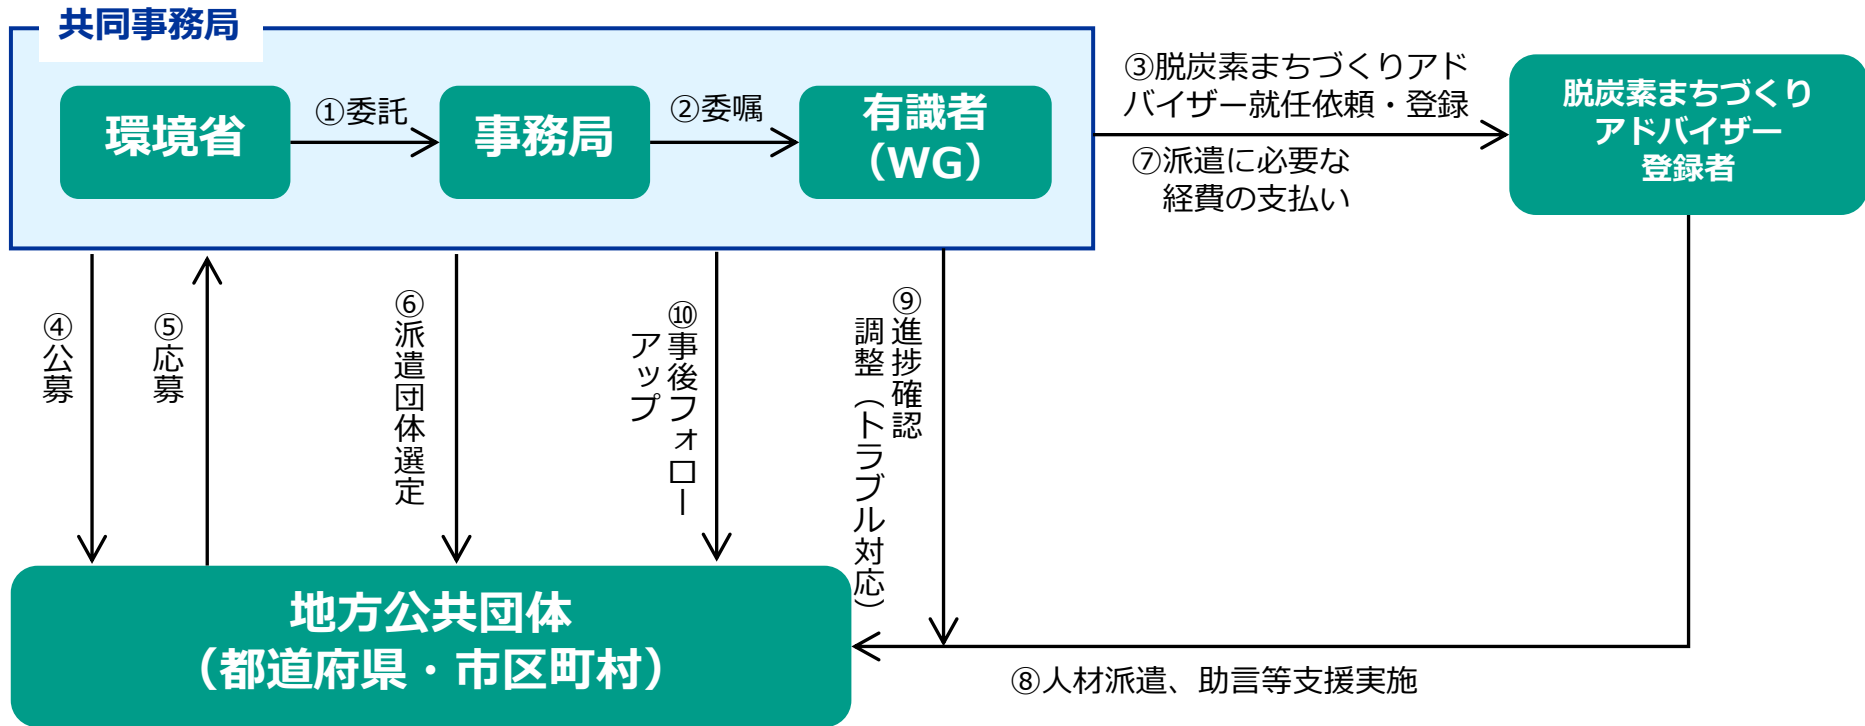 共同事務局
環境省
①委託
事務局
②委嘱
有識者
（WG）
③脱炭素まちづくりアド
バイザー就任依頼・登録
⑦派遣に必要な
経費の支払い
脱炭素まちづくり
アドバイザー
登録者
④公募
⑤応募
⑥派遣団体選定
⑩事後フォロー
アップ
⑨進捗確認
調整（トラブル対応）
地方公共団体
（都道府県・市区町村）
⑧人材派遣、助言等支援実施